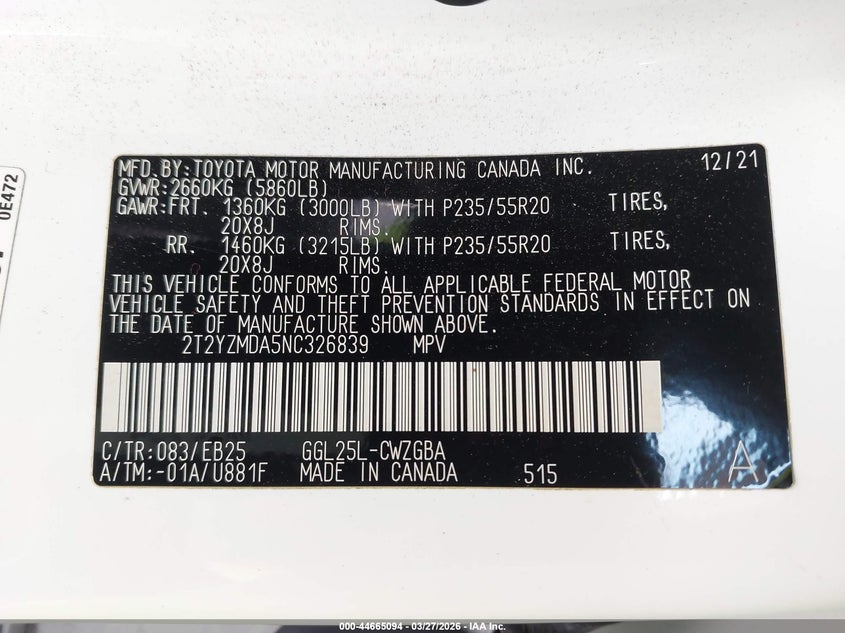 MFD.BY:TOYOTA MOTOR MANUFACTURING CANADA INC. 12/21
GVWR:2660KG (5860LB)
GAWR:FRT. 1360KG (3000LB) WITH P235/55R20 TIRES,
20X8J RIMS.
RR. 1460KG (3215LB) WITH P235/55R20 TIRES,
20X8J RIMS.
THIS VEHICLE CONFORMS TO ALL APPLICABLE FEDERAL MOTOR
VEHICLE SAFETY AND THEFT PREVENTION STANDARDS IN EFFECT ON
THE DATE OF MANUFACTURE SHOWN ABOVE.
2T2YZMDA5NC326839 MPV
C/TR:083/EB25 GGL25L-CWZGBA
A/TM:-01A/U881F MADE IN CANADA 515
A
0E472
000-44665094 - 03/27/2026 - IAA Inc.